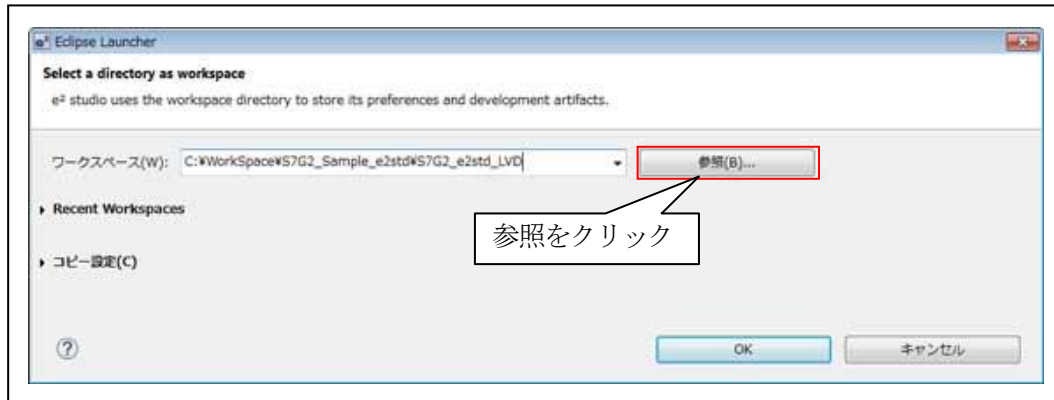 e² Eclipse Launcher
Select a directory as workspace
e² studio uses the workspace directory to store its preferences and development artifacts.
ワークスペース(W): C:¥WorkSpace¥S7G2_Sample_e2std¥S7G2_e2std_LVD 参照(B)...
Recent Workspaces
参照をクリック
コピー設定(C)
? OK キャンセル